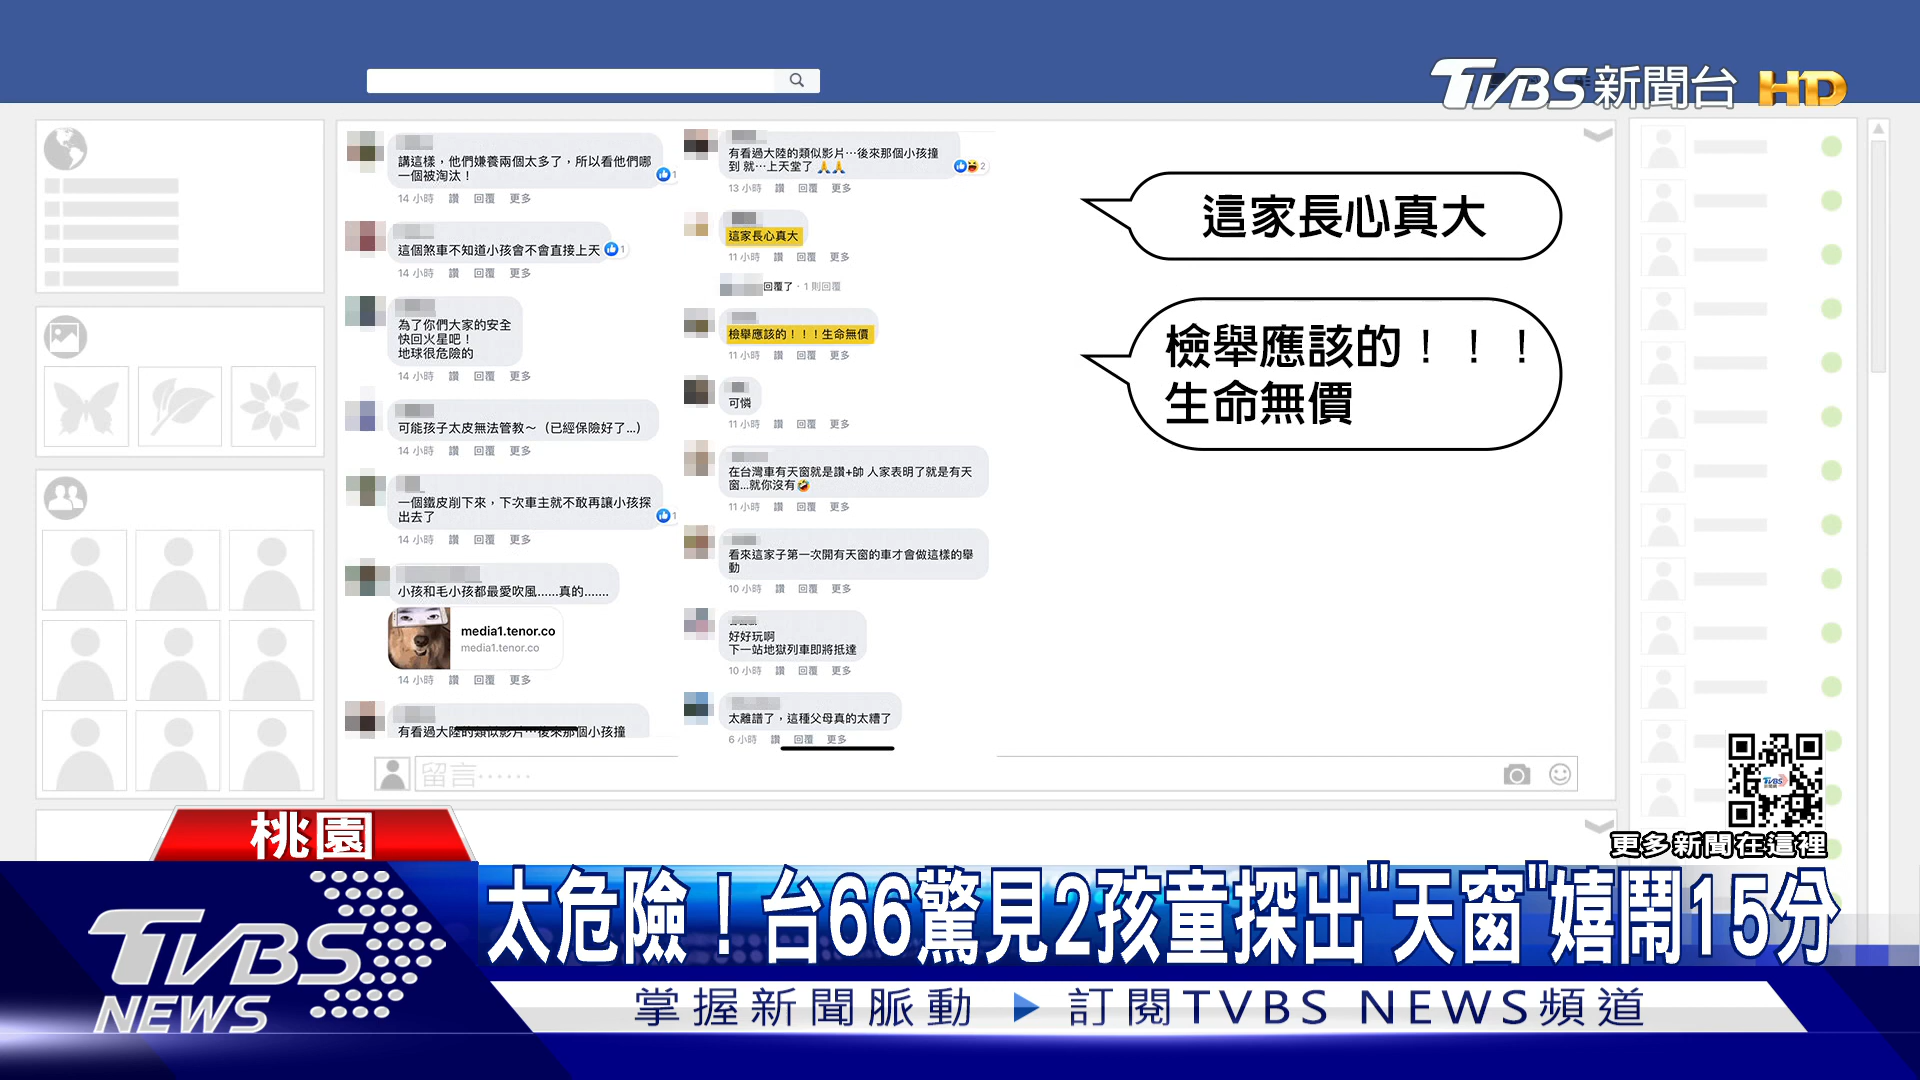 TVBS新聞台 HD
講這樣，他們嫌養兩個太多了，所以看他們哪
一個被淘汰！
1
14 小時 讚 回覆 更多
這個煞車不知道小孩會不會直接上天
1
14 小時 讚 回覆 更多
為了你們大家的安全
快回火星吧！
地球很危險的
14 小時 讚 回覆 更多
可能孩子太皮無法管教～（已經保險好了...）
14 小時 讚 回覆 更多
一個鐵皮削下來，下次車主就不敢再讓小孩探
出去了
1
14 小時 讚 回覆 更多
小孩和毛小孩都最愛吹風......真的.......
media1.tenor.co
media1.tenor.co
14 小時 讚 回覆 更多
有看過大陸的類似影片…後來那個小孩撞
有看過大陸的類似影片…後來那個小孩撞
到 就…上天堂了 🙏🙏
2
13 小時 讚 回覆 更多
這家長心真大
11 小時 讚 回覆 更多
回覆了 · 1 則回覆
檢舉應該的！！！生命無價
11 小時 讚 回覆 更多
可憐
11 小時 讚 回覆 更多
在台灣車有天窗就是讚+帥 人家表明了就是有天
窗...就你沒有🤣
11 小時 讚 回覆 更多
看來這家子第一次開有天窗的車才會做這樣的舉
動
10 小時 讚 回覆 更多
好好玩啊
下一站地獄列車即將抵達
10 小時 讚 回覆 更多
太離譜了，這種父母真的太糟了
6 小時 讚 回覆 更多
這家長心真大
檢舉應該的！！！
生命無價
留言······
TVBS
更多新聞在這裡
桃園
太危險！台66驚見2孩童探出"天窗"嬉鬧15分
TVBS
NEWS
掌握新聞脈動 ▶ 訂閱TVBS NEWS頻道